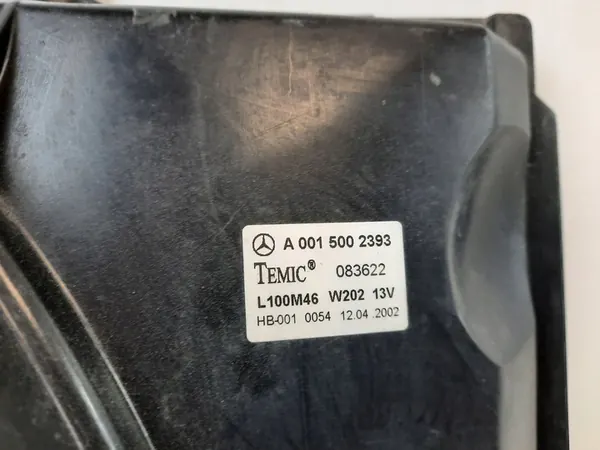 A 001 500 2393
TEMIC® 083622
L100M46 W202 13V
HB-001 0054 12.04.2002